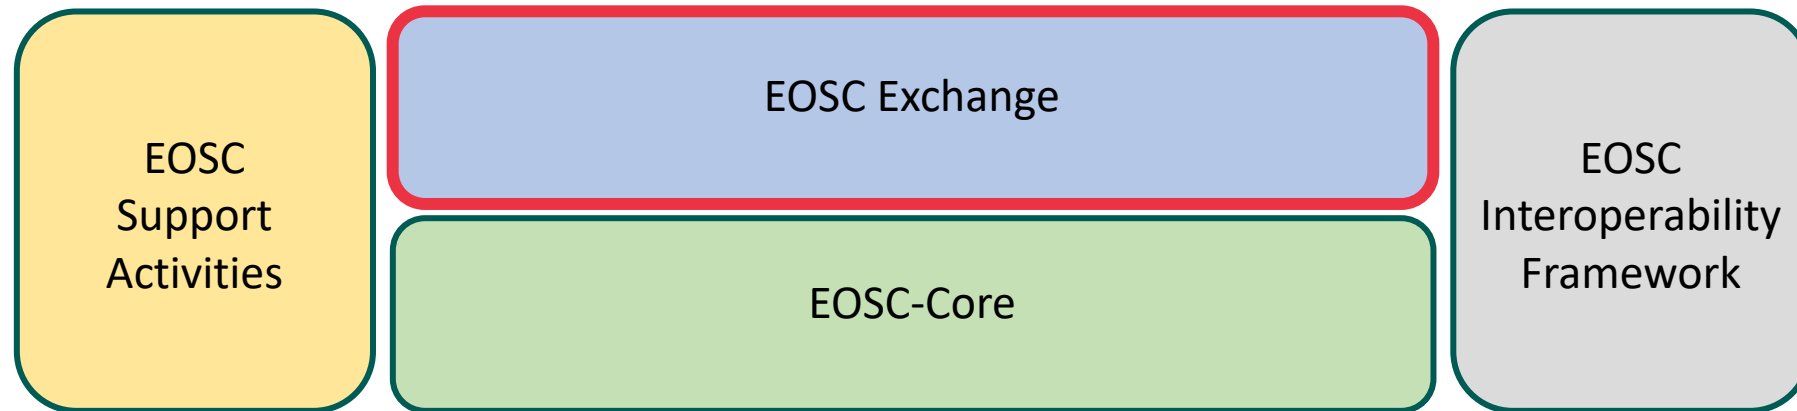 EOSC
Support
Activities
EOSC Exchange
EOSC-Core
EOSC
Interoperability
Framework